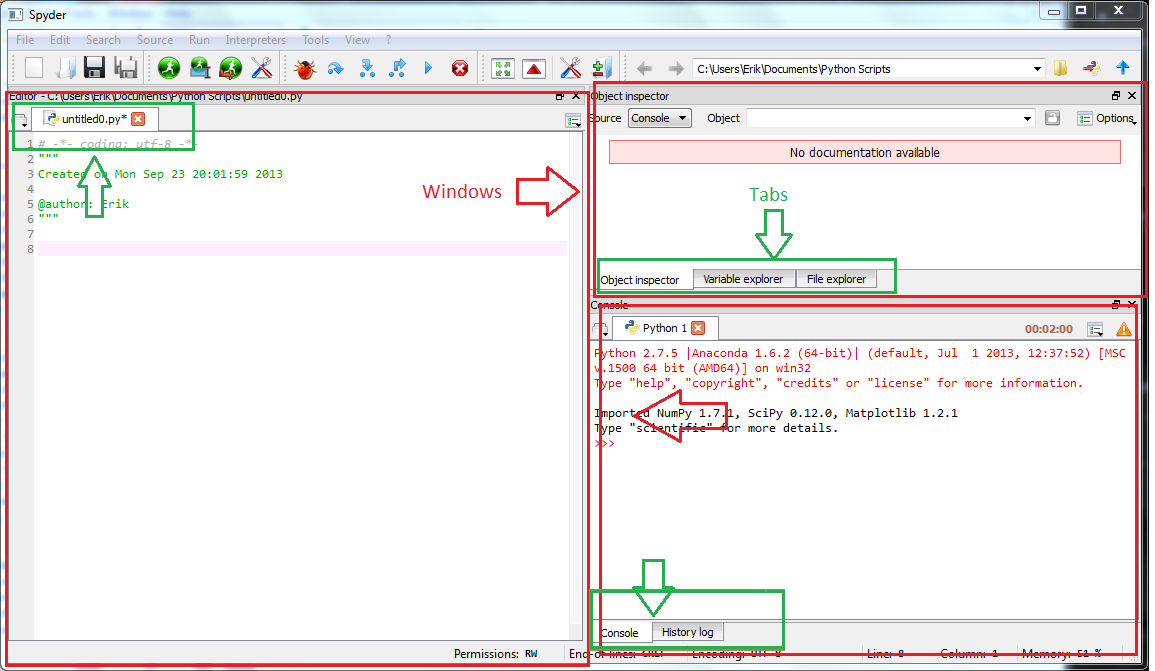 Spyder
File Edit Search Source Run Interpreters Tools View ?
C:\Users\Erik\Documents\Python Scripts
Editor - C:\Users\Erik\Documents\Python Scripts\untitled0.py
untitled0.py*
1 # -*- coding: utf-8 -*-
2 """
3 Created on Mon Sep 23 20:01:59 2013
4
5 @author: Erik
6 """
7
8
Windows
Object inspector
Source Console Object Options
No documentation available
Tabs
Object inspector Variable explorer File explorer
Console
Python 1 00:02:00
Python 2.7.5 |Anaconda 1.6.2 (64-bit)| (default, Jul 1 2013, 12:37:52) [MSC
v.1500 64 bit (AMD64)] on win32
Type "help", "copyright", "credits" or "license" for more information.
Imported NumPy 1.7.1, SciPy 0.12.0, Matplotlib 1.2.1
Type "scientific" for more details.
>>>
Console History log
Permissions: RW End-of-lines: CRLF Encoding: UTF-8 Line: 8 Column: 1 Memory: 51 %